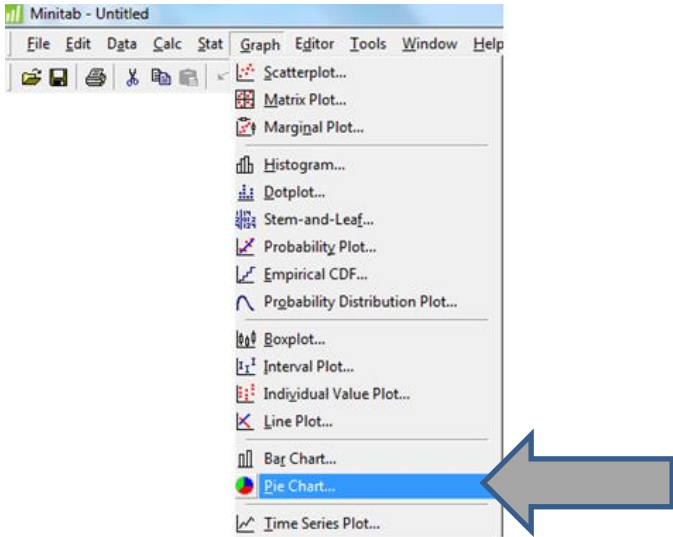 Minitab - Untitled
File Edit Data Calc Stat Graph Editor Tools Window Help
Scatterplot...
Matrix Plot...
Marginal Plot...
Histogram...
Dotplot...
Stem-and-Leaf...
Probability Plot...
Empirical CDF...
Probability Distribution Plot...
Boxplot...
Interval Plot...
Individual Value Plot...
Line Plot...
Bar Chart...
Pie Chart...
Time Series Plot...